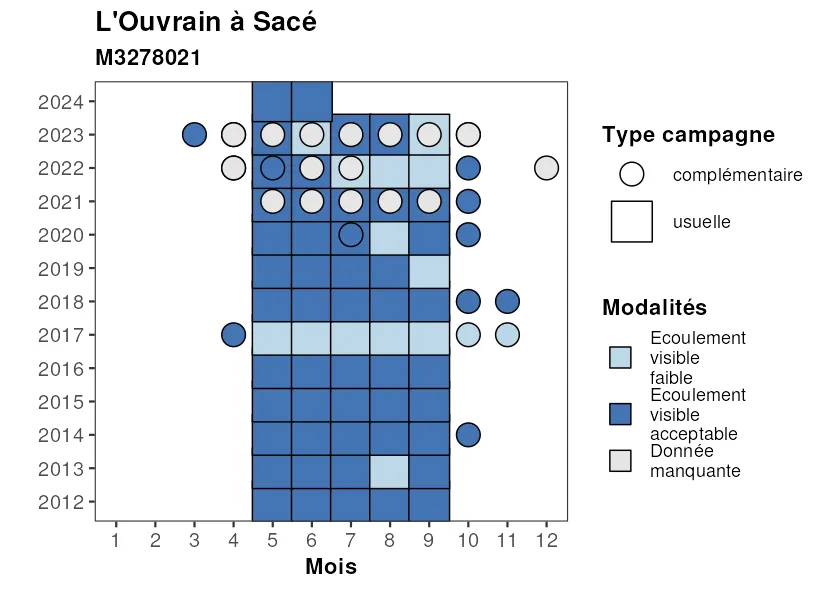 L'Ouvrain à Sacé
M3278021
2024
2023
2022
2021
2020
2019
2018
2017
2016
2015
2014
2013
2012
1 2 3 4 5 6 7 8 9 10 11 12
Mois
Type campagne
complémentaire
usuelle
Modalités
Ecoulement
visible
faible
Ecoulement
visible
acceptable
Donnée
manquante